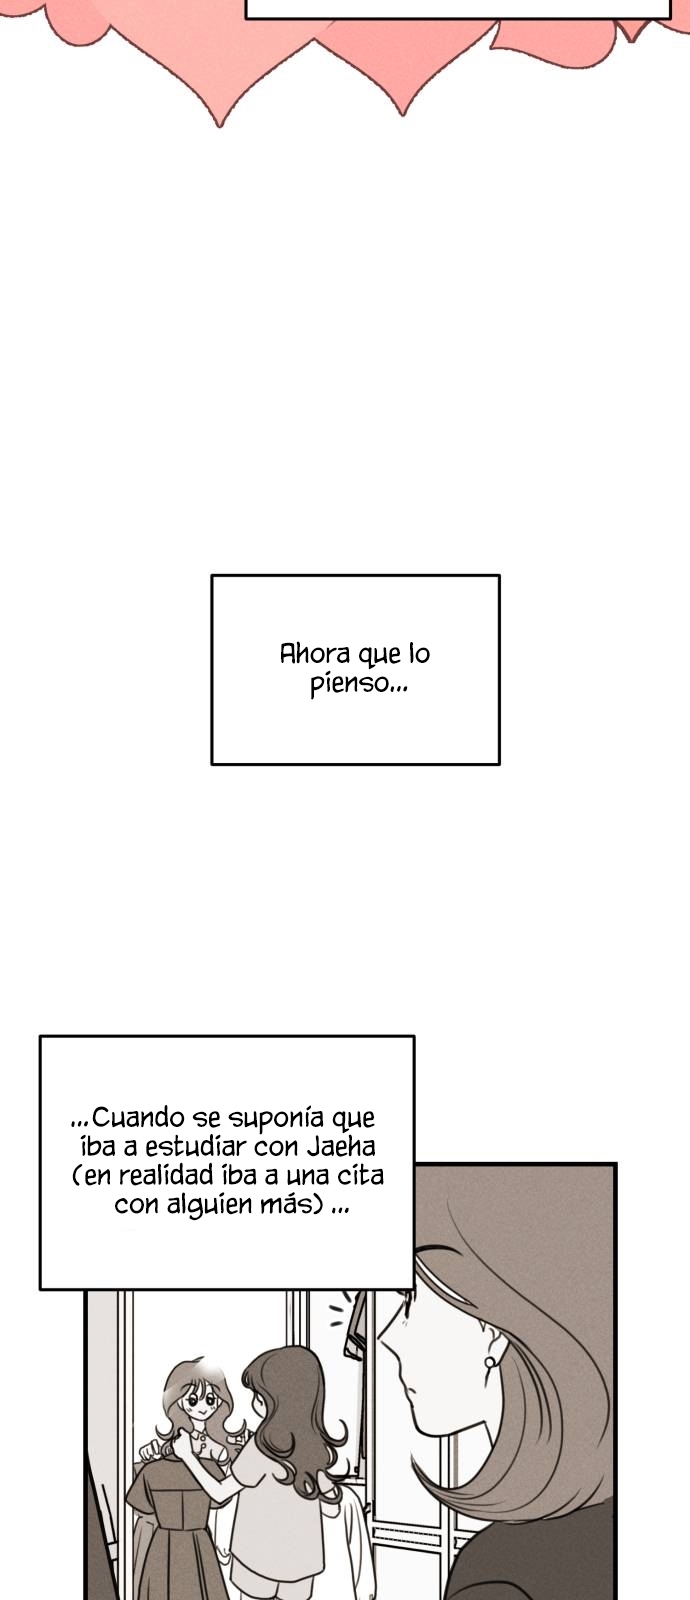 Ahora que lo
pienso...
...Cuando se suponía que
iba a estudiar con Jaeha
(en realidad iba a una cita
con alguien más) ...